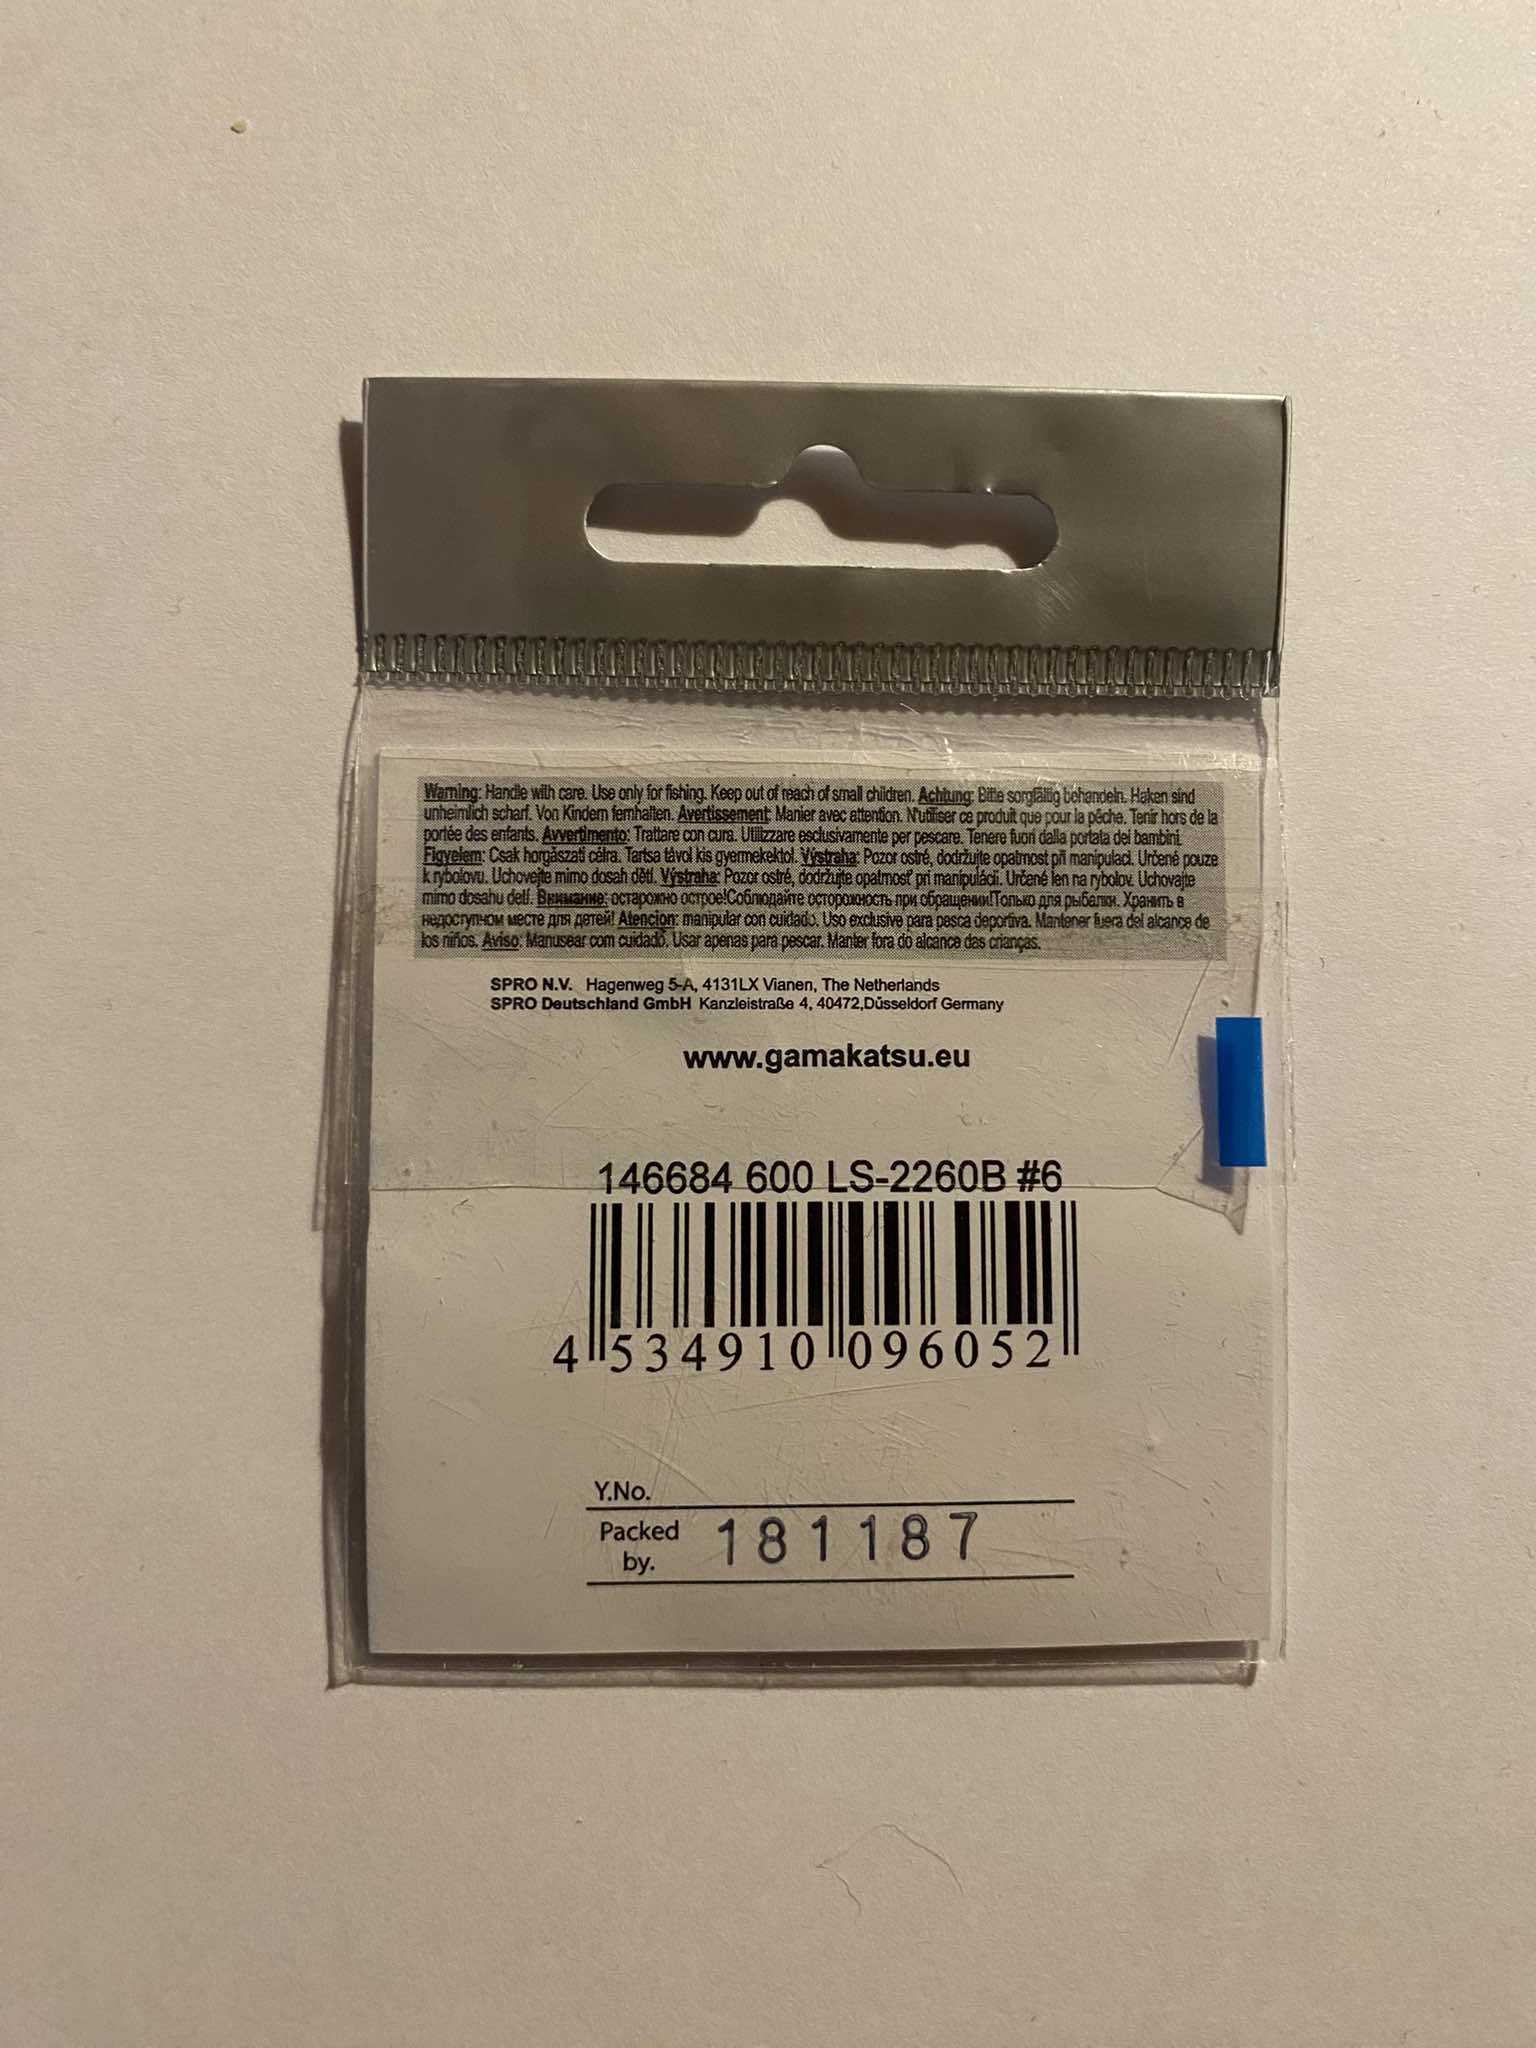 Warning: Handle with care. Use only for fishing. Keep out of reach of small children. Achtung: Bitte sorgfältig behandeln. Haken sind
unheimlich scharf. Von Kindern fernhalten. Avertissement: Manier avec attention. N'utiliser ce produit que pour la pêche. Tenir hors de la
portée des enfants. Avvertimento: Trattare con cura. Utilizzare esclusivamente per pescare. Tenere fuori dalla portata dei bambini.
Figyelem: Csak horgászati célra. Tartsa távol kis gyermekektol. Výstraha: Pozor ostré, dodržujte opatrnost při manipulaci. Určené pouze
k rybolovu. Uchovejte mimo dosah dětí. Výstraha: Pozor ostré, dodržujte opatrnosť pri manipulácii. Určené len na rybolov. Uchovajte
mimo dosahu detí. Внимание: осторожно острое!Соблюдайте осторожность при обращении!Только для рыбалки. Хранить в
недоступном месте для детей! Atencion: manipular con cuidado. Uso exclusive para pesca deportiva. Mantener fuera del alcance de
los niños. Aviso: Manusear com cuidado. Usar apenas para pescar. Manter fora do alcance das crianças.
SPRO N.V. Hagenweg 5-A, 4131LX Vianen, The Netherlands
SPRO Deutschland GmbH Kanzleistraße 4, 40472,Düsseldorf Germany
www.gamakatsu.eu
146684 600 LS-2260B #6
4 534910 096052
Y.No.
Packed by. 181187